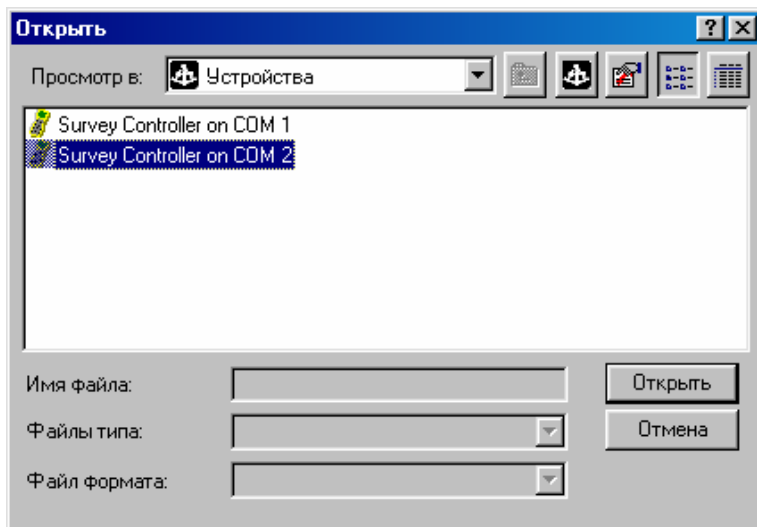 Открыть
Просмотр в: Устройства
Survey Controller on COM 1
Survey Controller on COM 2
Имя файла:
Открыть
Файлы типа:
Отмена
Файл формата: